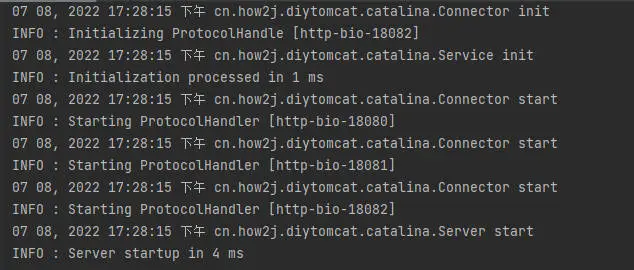 07 08, 2022 17:28:15 下午 cn.how2j.diytomcat.catalina.Connector init
INFO : Initializing ProtocolHandle [http-bio-18082]
07 08, 2022 17:28:15 下午 cn.how2j.diytomcat.catalina.Service init
INFO : Initialization processed in 1 ms
07 08, 2022 17:28:15 下午 cn.how2j.diytomcat.catalina.Connector start
INFO : Starting ProtocolHandler [http-bio-18080]
07 08, 2022 17:28:15 下午 cn.how2j.diytomcat.catalina.Connector start
INFO : Starting ProtocolHandler [http-bio-18081]
07 08, 2022 17:28:15 下午 cn.how2j.diytomcat.catalina.Connector start
INFO : Starting ProtocolHandler [http-bio-18082]
07 08, 2022 17:28:15 下午 cn.how2j.diytomcat.catalina.Server start
INFO : Server startup in 4 ms